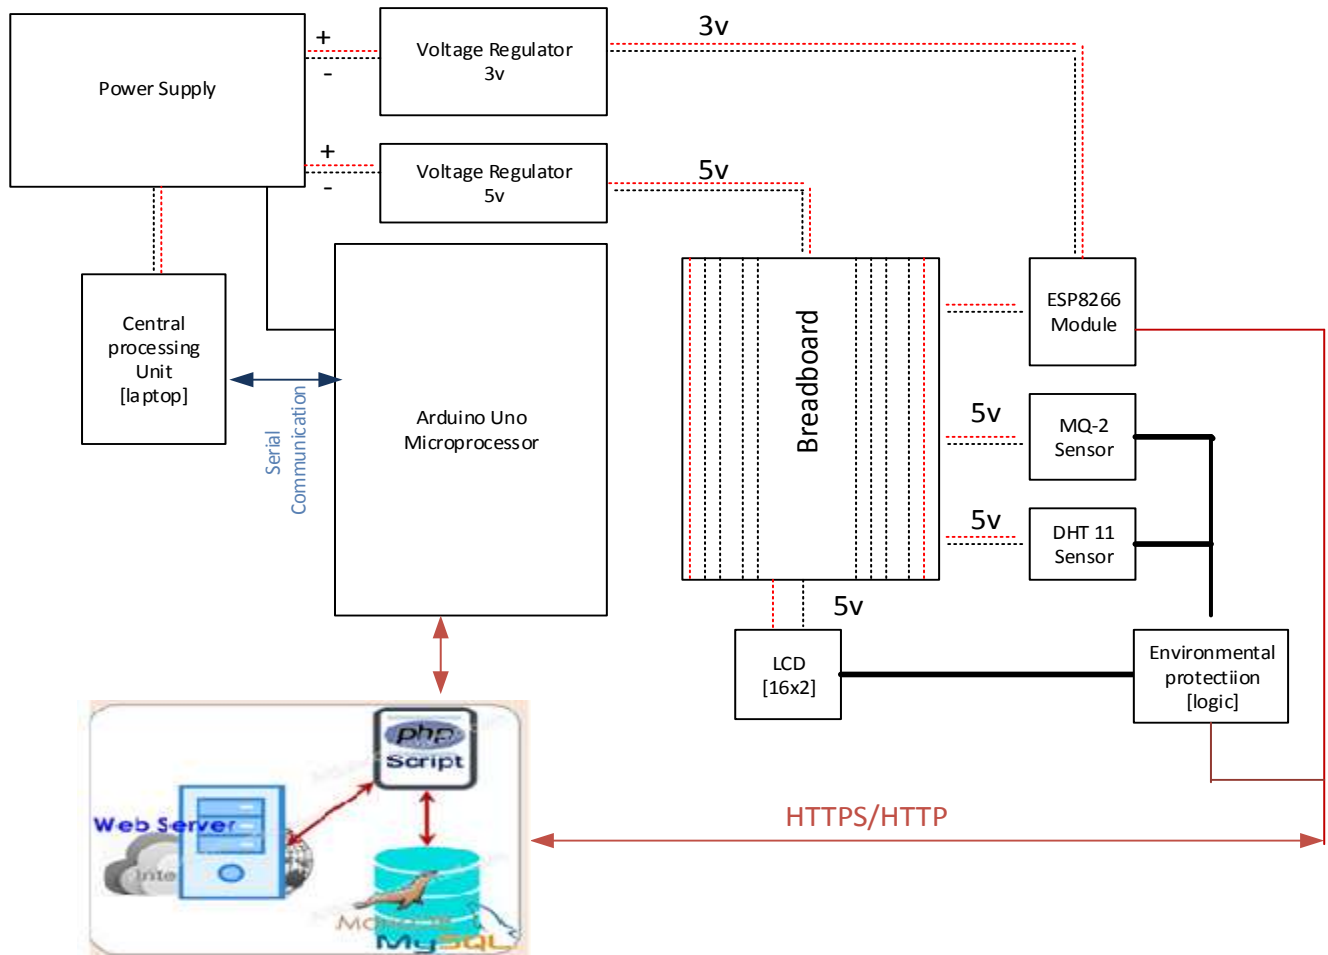 Power Supply
+
-
Voltage Regulator
3v
3v
+
-
Voltage Regulator
5v
5v
Central
processing
Unit
[laptop]
Serial
Communication
Arduino Uno
Microprocessor
Breadboard
ESP8266
Module
5v
MQ-2
Sensor
5v
DHT 11
Sensor
5v
LCD
[16x2]
Environmental
protectiion
[logic]
php
Script
Web Server
Inte
MySQL
HTTPS/HTTP